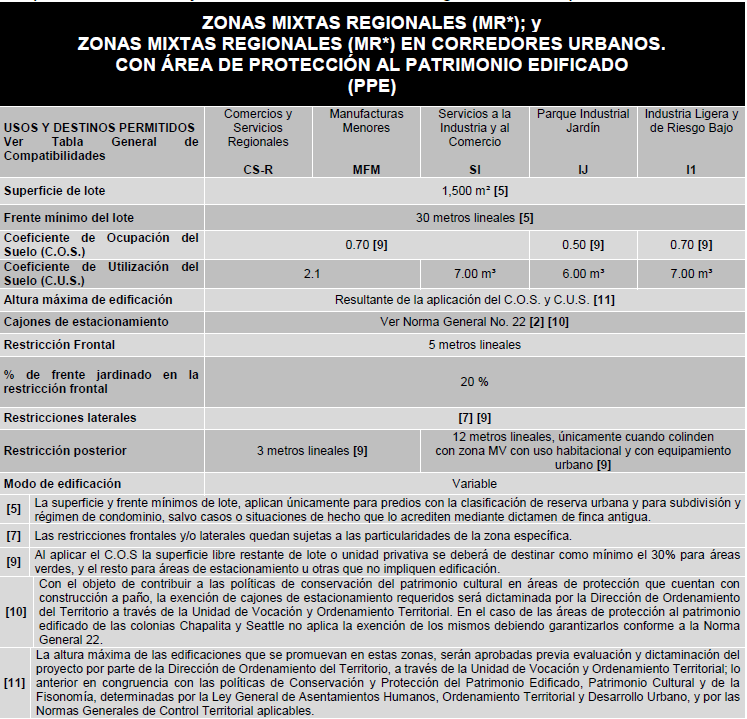 ZONAS MIXTAS REGIONALES (MR*); y
ZONAS MIXTAS REGIONALES (MR*) EN CORREDORES URBANOS.
CON ÁREA DE PROTECCIÓN AL PATRIMONIO EDIFICADO
(PPE)
USOS Y DESTINOS PERMITIDOS
Ver Tabla General de
Compatibilidades
Comercios y
Servicios
Regionales
CS-R
Manufacturas
Menores
MFM
Servicios a la
Industria y al
Comercio
SI
Parque Industrial
Jardín
IJ
Industria Ligera y
de Riesgo Bajo
I1
Superficie de lote
1,500 m² [5]
Frente mínimo del lote
30 metros lineales [5]
Coeficiente de Ocupación del
Suelo (C.O.S.)
0.70 [9]
0.50 [9]
0.70 [9]
Coeficiente de Utilización del
Suelo (C.U.S.)
2.1
7.00 m³
6.00 m³
7.00 m³
Altura máxima de edificación
Resultante de la aplicación del C.O.S. y C.U.S. [11]
Cajones de estacionamiento
Ver Norma General No. 22 [2] [10]
Restricción Frontal
5 metros lineales
% de frente jardinado en la
restricción frontal
20 %
Restricciones laterales
[7] [9]
Restricción posterior
3 metros lineales [9]
12 metros lineales, únicamente cuando colinden
con zona MV con uso habitacional y con equipamiento
urbano [9]
Modo de edificación
Variable
[5] La superficie y frente mínimos de lote, aplican únicamente para predios con la clasificación de reserva urbana y para subdivisión y
régimen de condominio, salvo casos o situaciones de hecho que lo acrediten mediante dictamen de finca antigua.
[7] Las restricciones frontales y/o laterales quedan sujetas a las particularidades de la zona específica.
[9] Al aplicar el C.O.S la superficie libre restante de lote o unidad privativa se deberá de destinar como mínimo el 30% para áreas
verdes, y el resto para áreas de estacionamiento u otras que no impliquen edificación.
[10] Con el objeto de contribuir a las políticas de conservación del patrimonio cultural en áreas de protección que cuentan con
construcción a paño, la exención de cajones de estacionamiento requeridos será dictaminada por la Dirección de Ordenamiento
del Territorio a través de la Unidad de Vocación y Ordenamiento Territorial. En el caso de las áreas de protección al patrimonio
edificado de las colonias Chapalita y Seattle no aplica la exención de los mismos debiendo garantizarlos conforme a la Norma
General 22.
[11] La altura máxima de las edificaciones que se promuevan en estas zonas, serán aprobadas previa evaluación y dictaminación del
proyecto por parte de la Dirección de Ordenamiento del Territorio, a través de la Unidad de Vocación y Ordenamiento Territorial; lo
anterior en congruencia con las políticas de Conservación y Protección del Patrimonio Edificado, Patrimonio Cultural y de la
Fisonomía, determinadas por la Ley General de Asentamientos Humanos, Ordenamiento Territorial y Desarrollo Urbano, y por las
Normas Generales de Control Territorial aplicables.